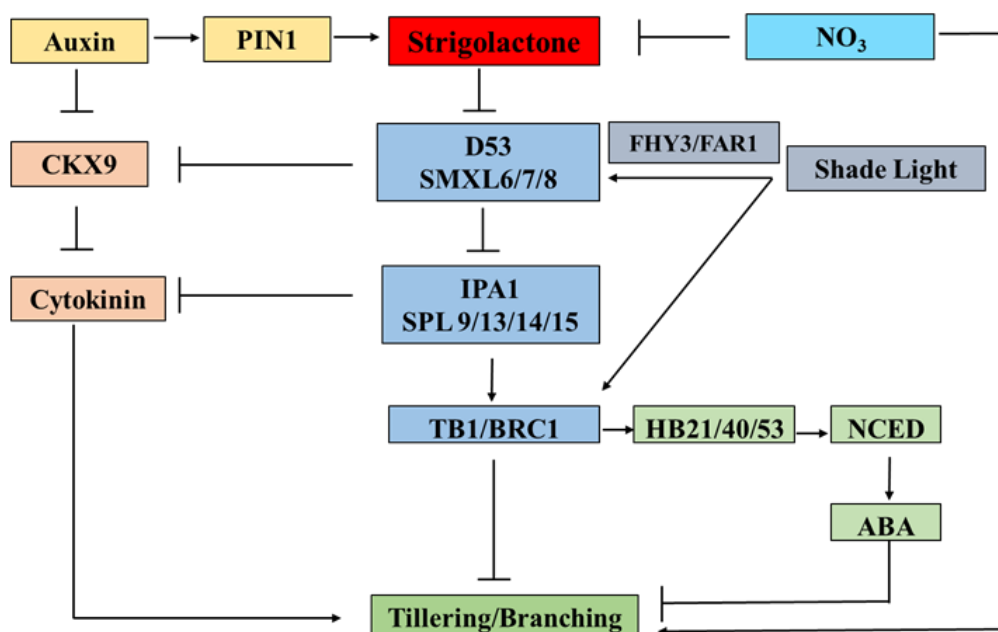 Auxin
PIN1
Strigolactone
NO₃
CKX9
D53
SMXL6/7/8
FHY3/FAR1
Shade Light
Cytokinin
IPA1
SPL 9/13/14/15
TB1/BRC1
HB21/40/53
NCED
ABA
Tillering/Branching